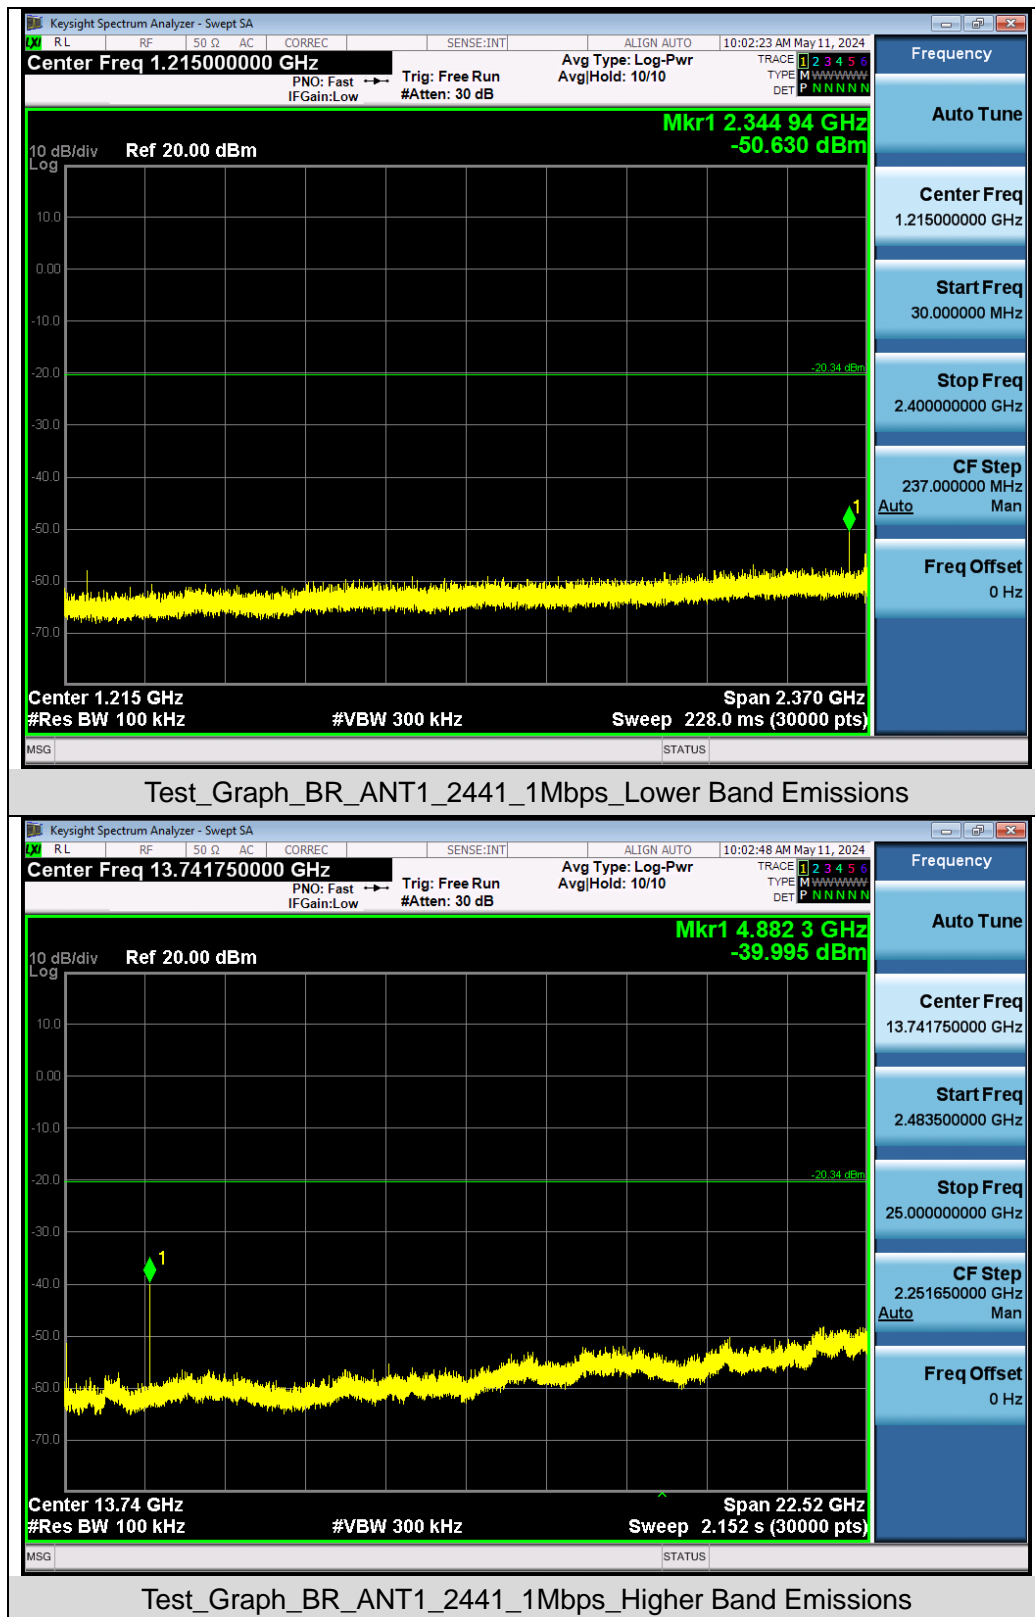 Keysight Spectrum Analyzer - Swept SA
LXI RL RF 50 Ω AC CORREC SENSE:INT ALIGN AUTO 10:02:23 AM May 11, 2024
Center Freq 1.215000000 GHz
PNO: Fast
IFGain:Low
Trig: Free Run
#Atten: 30 dB
Avg Type: Log-Pwr
Avg|Hold: 10/10
TRACE 1 2 3 4 5 6
TYPE M WWWWW
DET P N N N N N
Mkr1 2.344 94 GHz
-50.630 dBm
10 dB/div Ref 20.00 dBm
Log
10.0
0.00
-10.0
-20.0
-20.34 dBm
-30.0
-40.0
1
-50.0
-60.0
-70.0
Center 1.215 GHz Span 2.370 GHz
#Res BW 100 kHz #VBW 300 kHz Sweep 228.0 ms (30000 pts)
MSG STATUS
Frequency
Auto Tune
Center Freq
1.215000000 GHz
Start Freq
30.000000 MHz
Stop Freq
2.400000000 GHz
CF Step
237.000000 MHz
Auto Man
Freq Offset
0 Hz
Test_Graph_BR_ANT1_2441_1Mbps_Lower Band Emissions
Keysight Spectrum Analyzer - Swept SA
LXI RL RF 50 Ω AC CORREC SENSE:INT ALIGN AUTO 10:02:48 AM May 11, 2024
Center Freq 13.741750000 GHz
PNO: Fast
IFGain:Low
Trig: Free Run
#Atten: 30 dB
Avg Type: Log-Pwr
Avg|Hold: 10/10
TRACE 1 2 3 4 5 6
TYPE M WWWWW
DET P N N N N N
Mkr1 4.882 3 GHz
-39.995 dBm
10 dB/div Ref 20.00 dBm
Log
10.0
0.00
-10.0
-20.0
-20.34 dBm
-30.0
1
-40.0
-50.0
-60.0
-70.0
Center 13.74 GHz Span 22.52 GHz
#Res BW 100 kHz #VBW 300 kHz Sweep 2.152 s (30000 pts)
MSG STATUS
Frequency
Auto Tune
Center Freq
13.741750000 GHz
Start Freq
2.483500000 GHz
Stop Freq
25.000000000 GHz
CF Step
2.251650000 GHz
Auto Man
Freq Offset
0 Hz
Test_Graph_BR_ANT1_2441_1Mbps_Higher Band Emissions